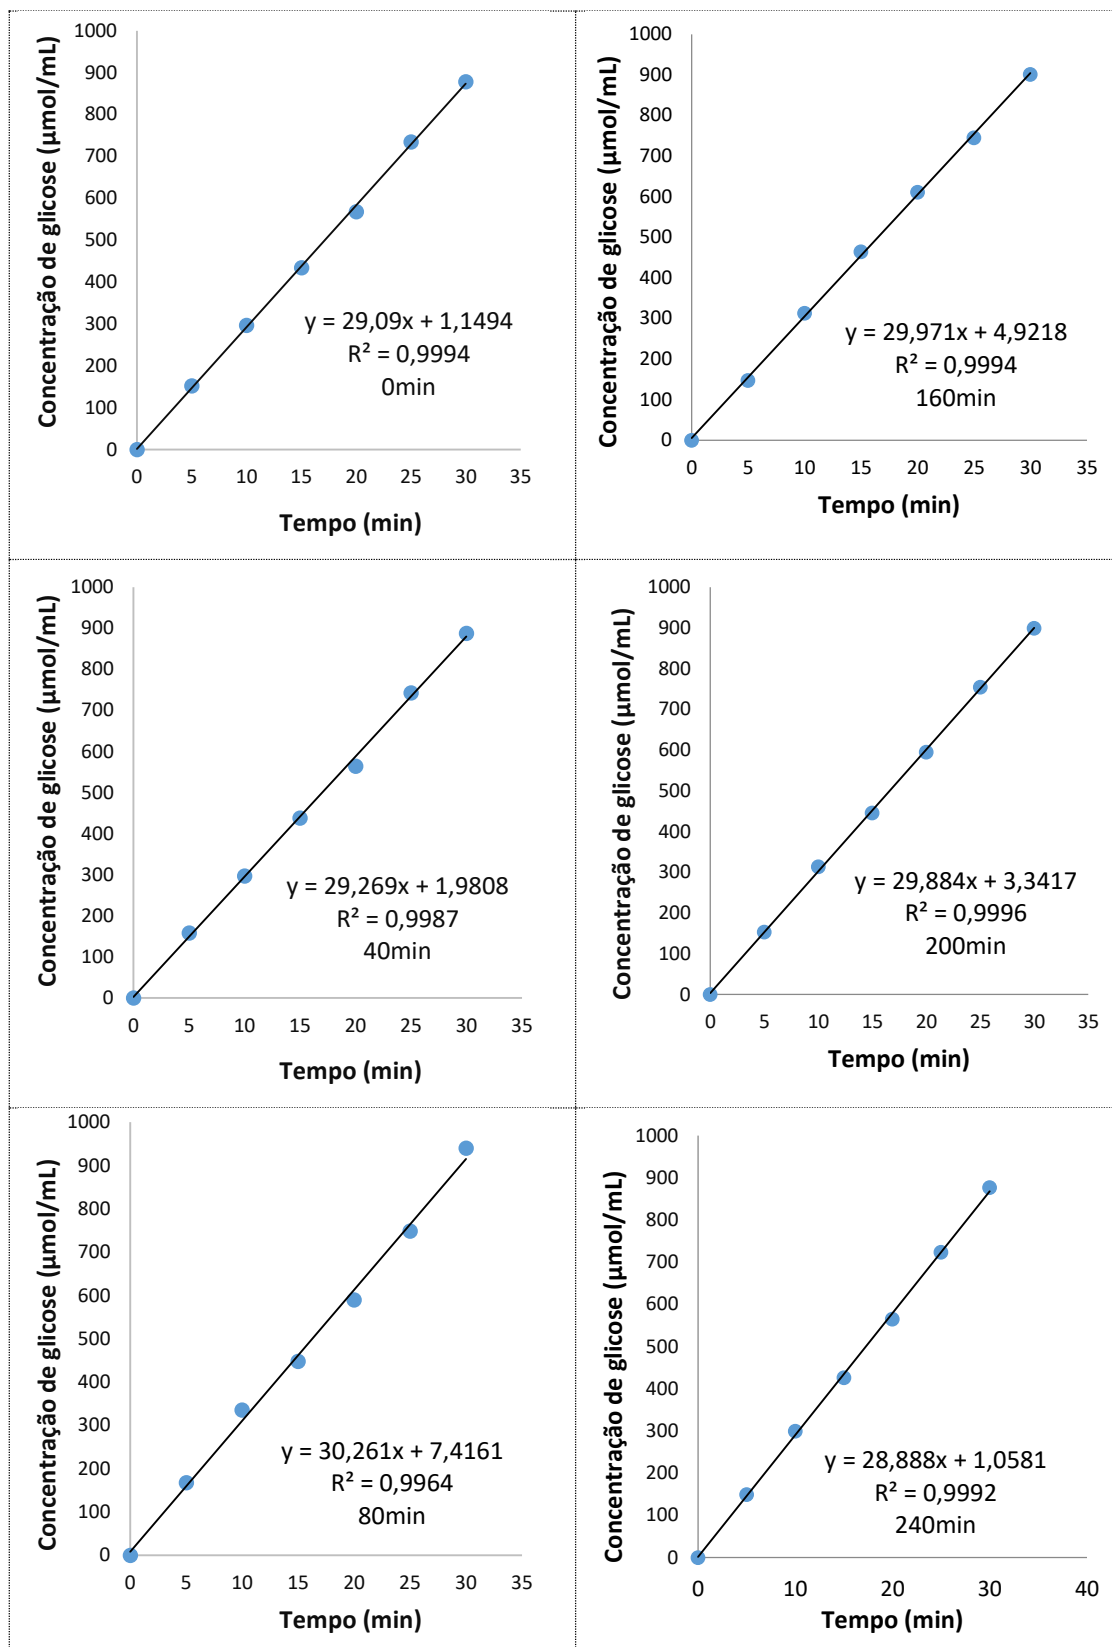 Concentração de glicose (µmol/mL)
1000
900
800
700
600
500
400
300
200
100
0
y = 29,09x + 1,1494
R² = 0,9994
0min
0 5 10 15 20 25 30 35
Tempo (min)
Concentração de glicose (µmol/mL)
1000
900
800
700
600
500
400
300
200
100
0
y = 29,971x + 4,9218
R² = 0,9994
160min
0 5 10 15 20 25 30 35
Tempo (min)
Concentração de glicose (µmol/mL)
1000
900
800
700
600
500
400
300
200
100
0
y = 29,269x + 1,9808
R² = 0,9987
40min
0 5 10 15 20 25 30 35
Tempo (min)
Concentração de glicose (µmol/mL)
1000
900
800
700
600
500
400
300
200
100
0
y = 29,884x + 3,3417
R² = 0,9996
200min
0 5 10 15 20 25 30 35
Tempo (min)
Concentração de glicose (µmol/mL)
1000
900
800
700
600
500
400
300
200
100
0
y = 30,261x + 7,4161
R² = 0,9964
80min
0 5 10 15 20 25 30 35
Tempo (min)
Concentração de glicose (µmol/mL)
1000
900
800
700
600
500
400
300
200
100
0
y = 28,888x + 1,0581
R² = 0,9992
240min
0 10 20 30 40
Tempo (min)